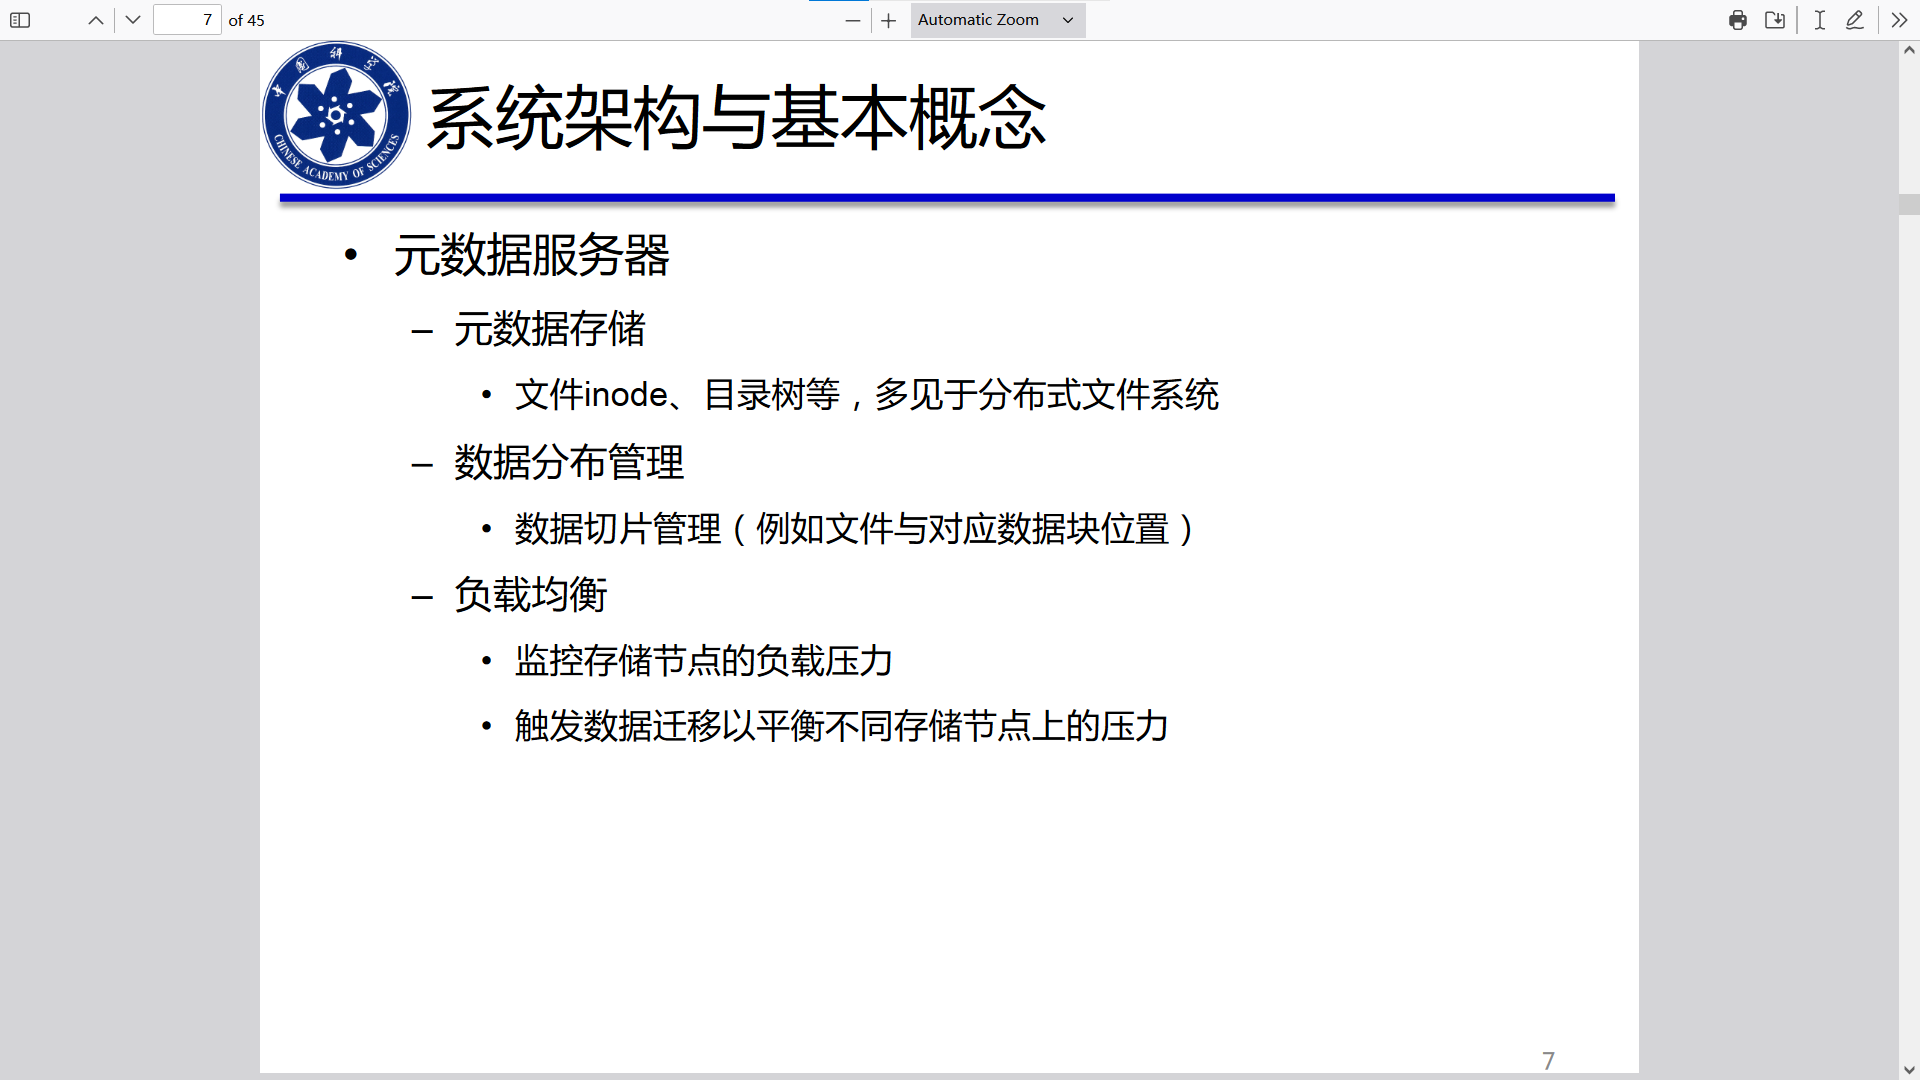 7 of 45
Automatic Zoom
中国科学院
CHINESE ACADEMY OF SCIENCES
系统架构与基本概念
• 元数据服务器
– 元数据存储
• 文件inode、目录树等，多见于分布式文件系统
– 数据分布管理
• 数据切片管理（例如文件与对应数据块位置）
– 负载均衡
• 监控存储节点的负载压力
• 触发数据迁移以平衡不同存储节点上的压力
7